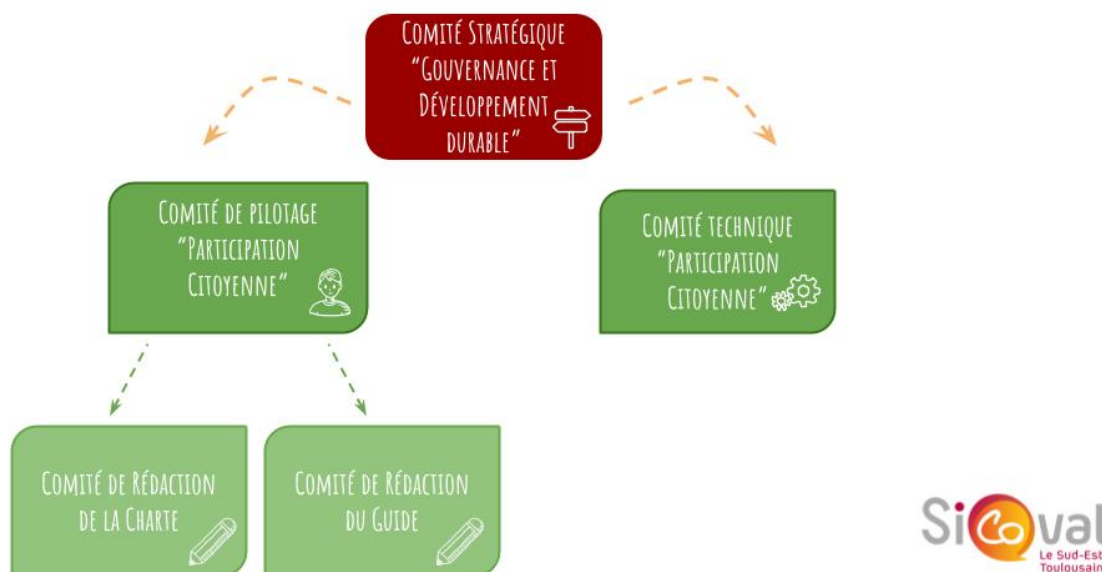 Comité Stratégique
"Gouvernance et
Développement
durable"
Comité de pilotage
"Participation
Citoyenne"
Comité technique
"Participation
Citoyenne"
Comité de Rédaction
de la Charte
Comité de Rédaction
du Guide
Sicoval
Le Sud-Est
Toulousain